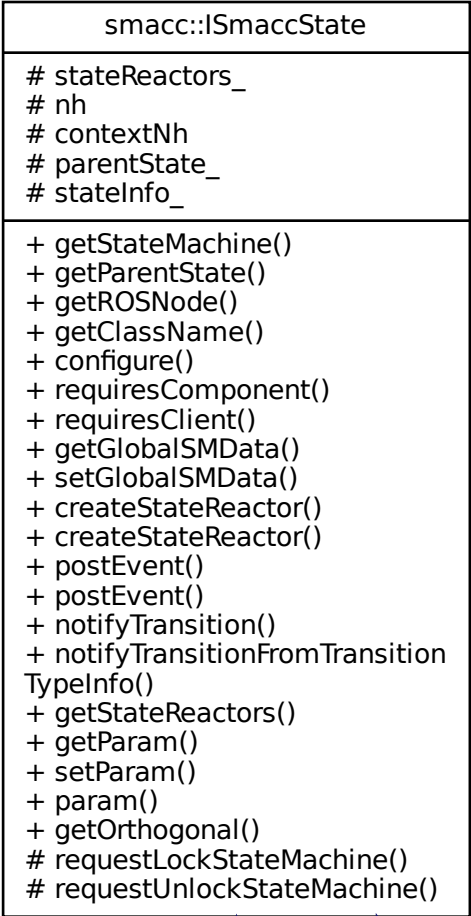 smacc::ISmaccState
# stateReactors_
# nh
# contextNh
# parentState_
# stateInfo_
+ getStateMachine()
+ getParentState()
+ getROSNode()
+ getClassName()
+ configure()
+ requiresComponent()
+ requiresClient()
+ getGlobalSMData()
+ setGlobalSMData()
+ createStateReactor()
+ createStateReactor()
+ postEvent()
+ postEvent()
+ notifyTransition()
+ notifyTransitionFromTransition
TypeInfo()
+ getStateReactors()
+ getParam()
+ setParam()
+ param()
+ getOrthogonal()
# requestLockStateMachine()
# requestUnlockStateMachine()